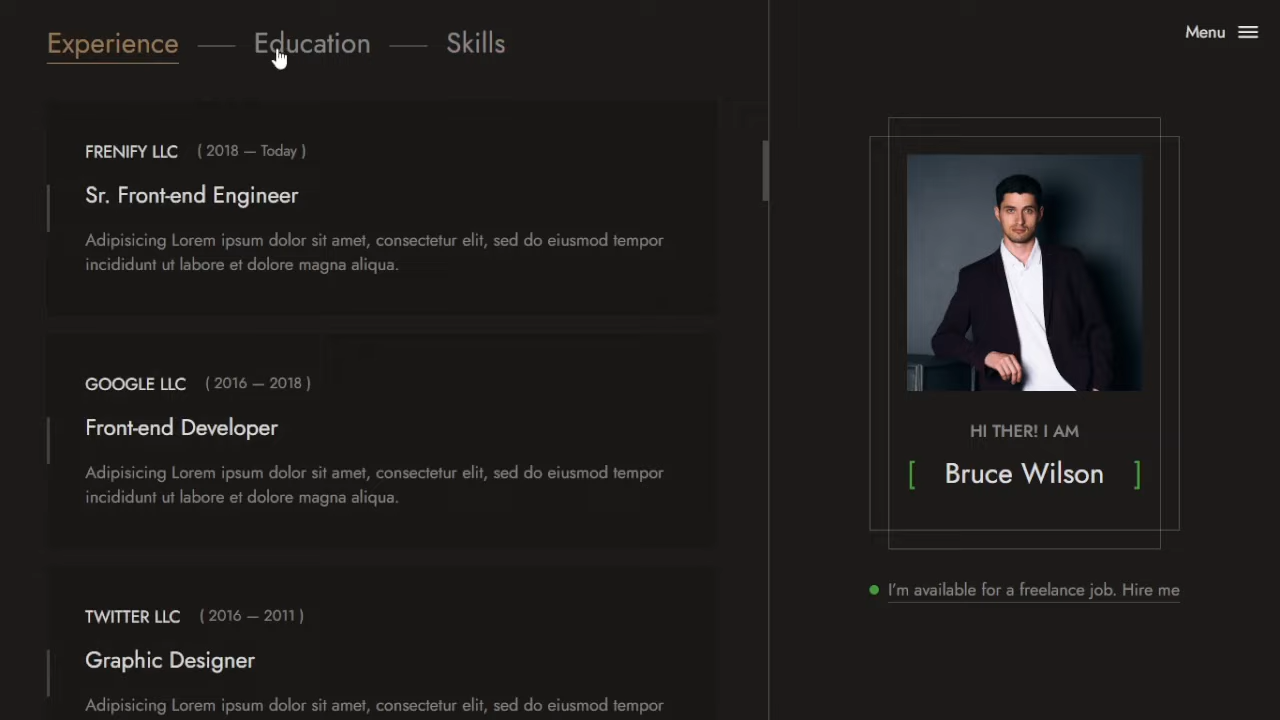 Experience — Education — Skills
Menu
FRENIFY LLC ( 2018 — Today )
Sr. Front-end Engineer
Adipisicing Lorem ipsum dolor sit amet, consectetur elit, sed do eiusmod tempor
incididunt ut labore et dolore magna aliqua.
GOOGLE LLC ( 2016 — 2018 )
Front-end Developer
Adipisicing Lorem ipsum dolor sit amet, consectetur elit, sed do eiusmod tempor
incididunt ut labore et dolore magna aliqua.
TWITTER LLC ( 2016 — 2011 )
Graphic Designer
Adipisicing Lorem ipsum dolor sit amet, consectetur elit, sed do eiusmod tempor
HI THER! I AM
[ Bruce Wilson ]
I'm available for a freelance job. Hire me